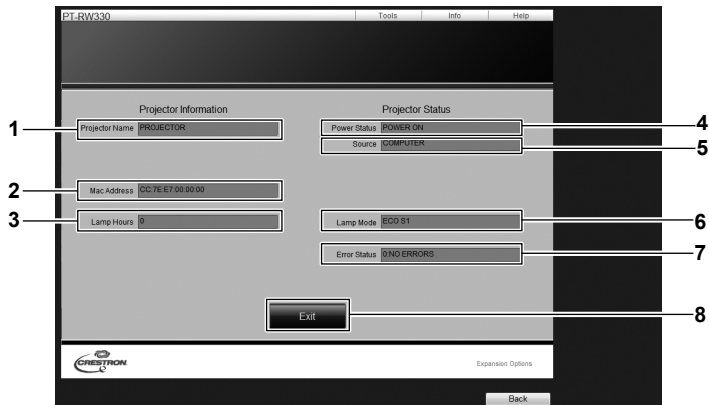 PT-RW330 Tools Info Help
Projector Information Projector Status
1 Projector Name PROJECTOR Power Status POWER ON 4
Source COMPUTER 5
2 Mac Address CC:7E:E7:00:00:00
3 Lamp Hours 0 Lamp Mode ECO S1 6
Error Status 0:NO ERRORS 7
Exit 8
CRESTRON Expansion Options
Back